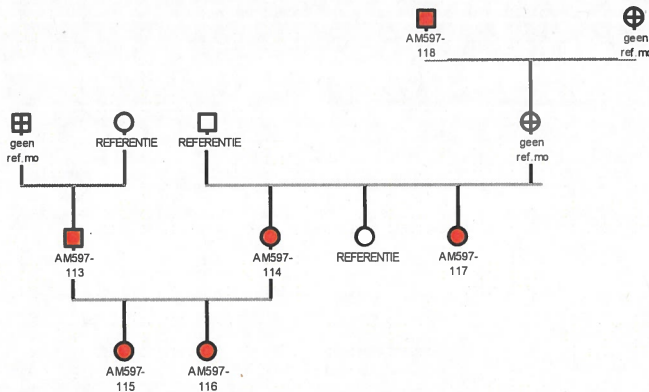 AM597-
118
geen
ref.mo
geen
ref.mo
REFERENTIE
REFERENTIE
geen
ref.mo
AM597-
113
AM597-
114
REFERENTIE
AM597-
117
AM597-
115
AM597-
116